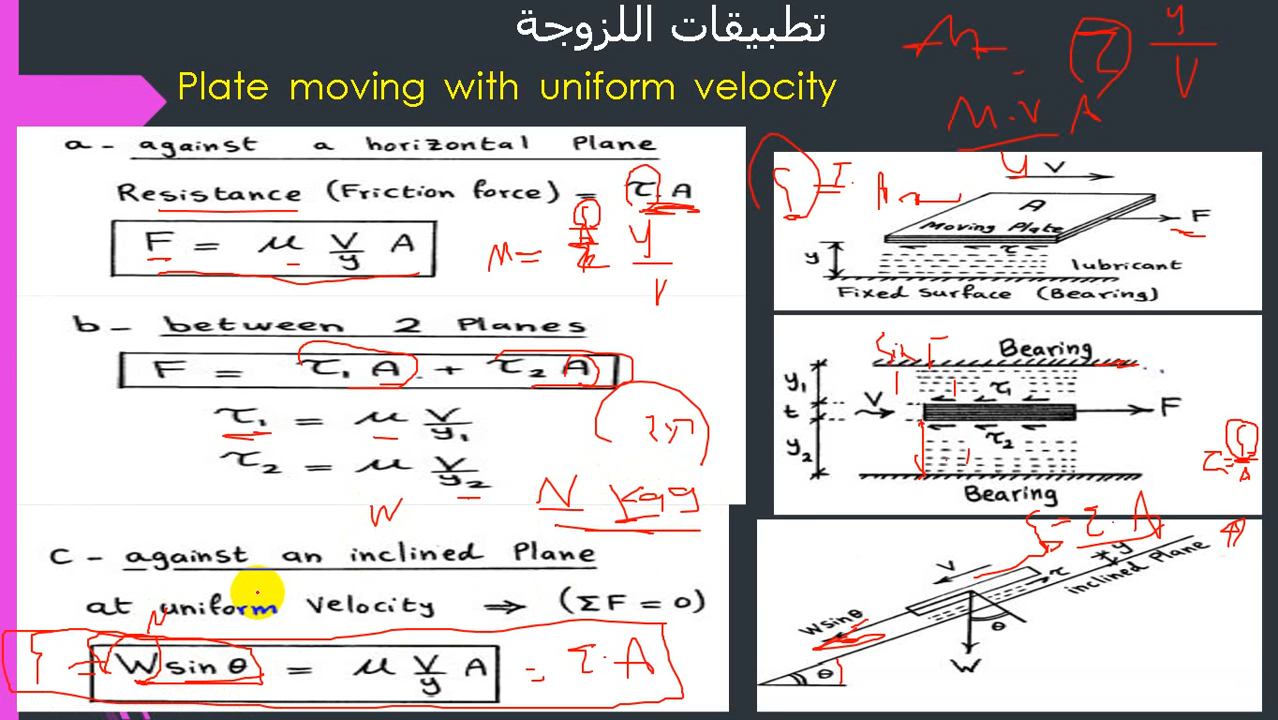 تطبيقات اللزوجة
Plate moving with uniform velocity
a - against a horizontal Plane
Resistance (Friction force) = τ A
F = μ V/y A
μ = y/V
b - between 2 Planes
F = τ₁ A + τ₂ A
τ₁ = μ V/y₁
τ₂ = μ V/y₂
N kg
W
c - against an inclined Plane
at uniform velocity ⇒ (ΣF = 0)
W sin θ = μ V/y A = τ·A
N
τ y/V
μ·V A
y
V
A
Moving Plate
F
τ
y
lubricant
Fixed surface (Bearing)
Bearing
y₁
t
y₂
V
τ₁
F
τ₂
Bearing
= τ·A
V
τ
y
inclined Plane
W sin θ
θ
W
θ